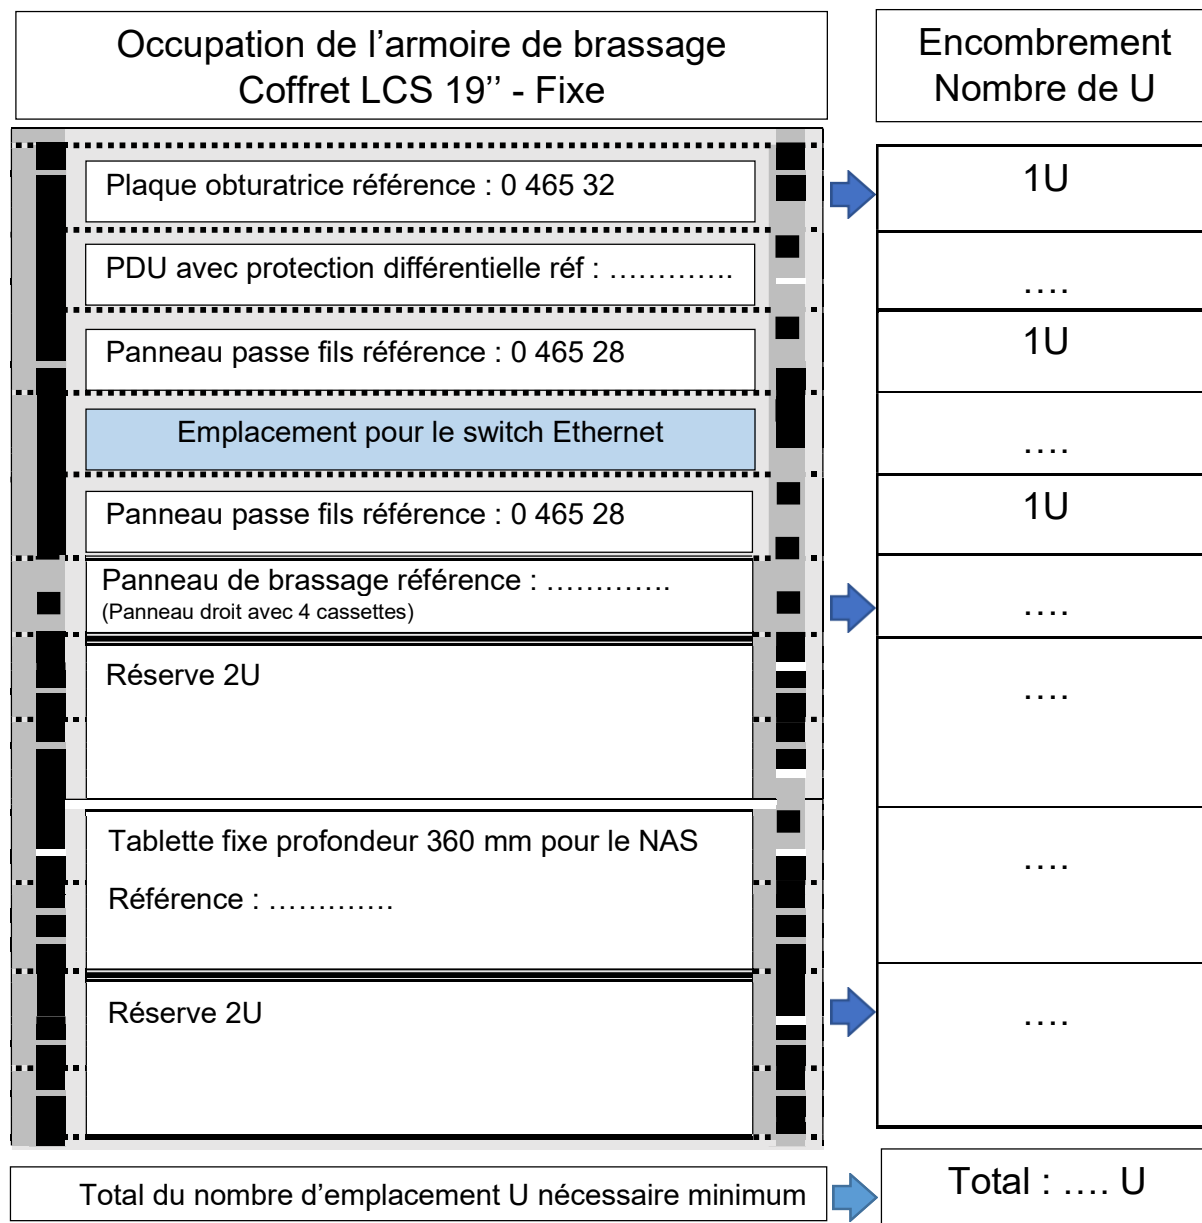 Occupation de l’armoire de brassage
Coffret LCS 19’’ - Fixe
Encombrement
Nombre de U
Plaque obturatrice référence : 0 465 32
1U
PDU avec protection différentielle réf : ………….
….
Panneau passe fils référence : 0 465 28
1U
Emplacement pour le switch Ethernet
….
Panneau passe fils référence : 0 465 28
1U
Panneau de brassage référence : ………….
(Panneau droit avec 4 cassettes)
….
Réserve 2U
….
Tablette fixe profondeur 360 mm pour le NAS
Référence : ………….
….
Réserve 2U
….
Total du nombre d’emplacement U nécessaire minimum
Total : …. U